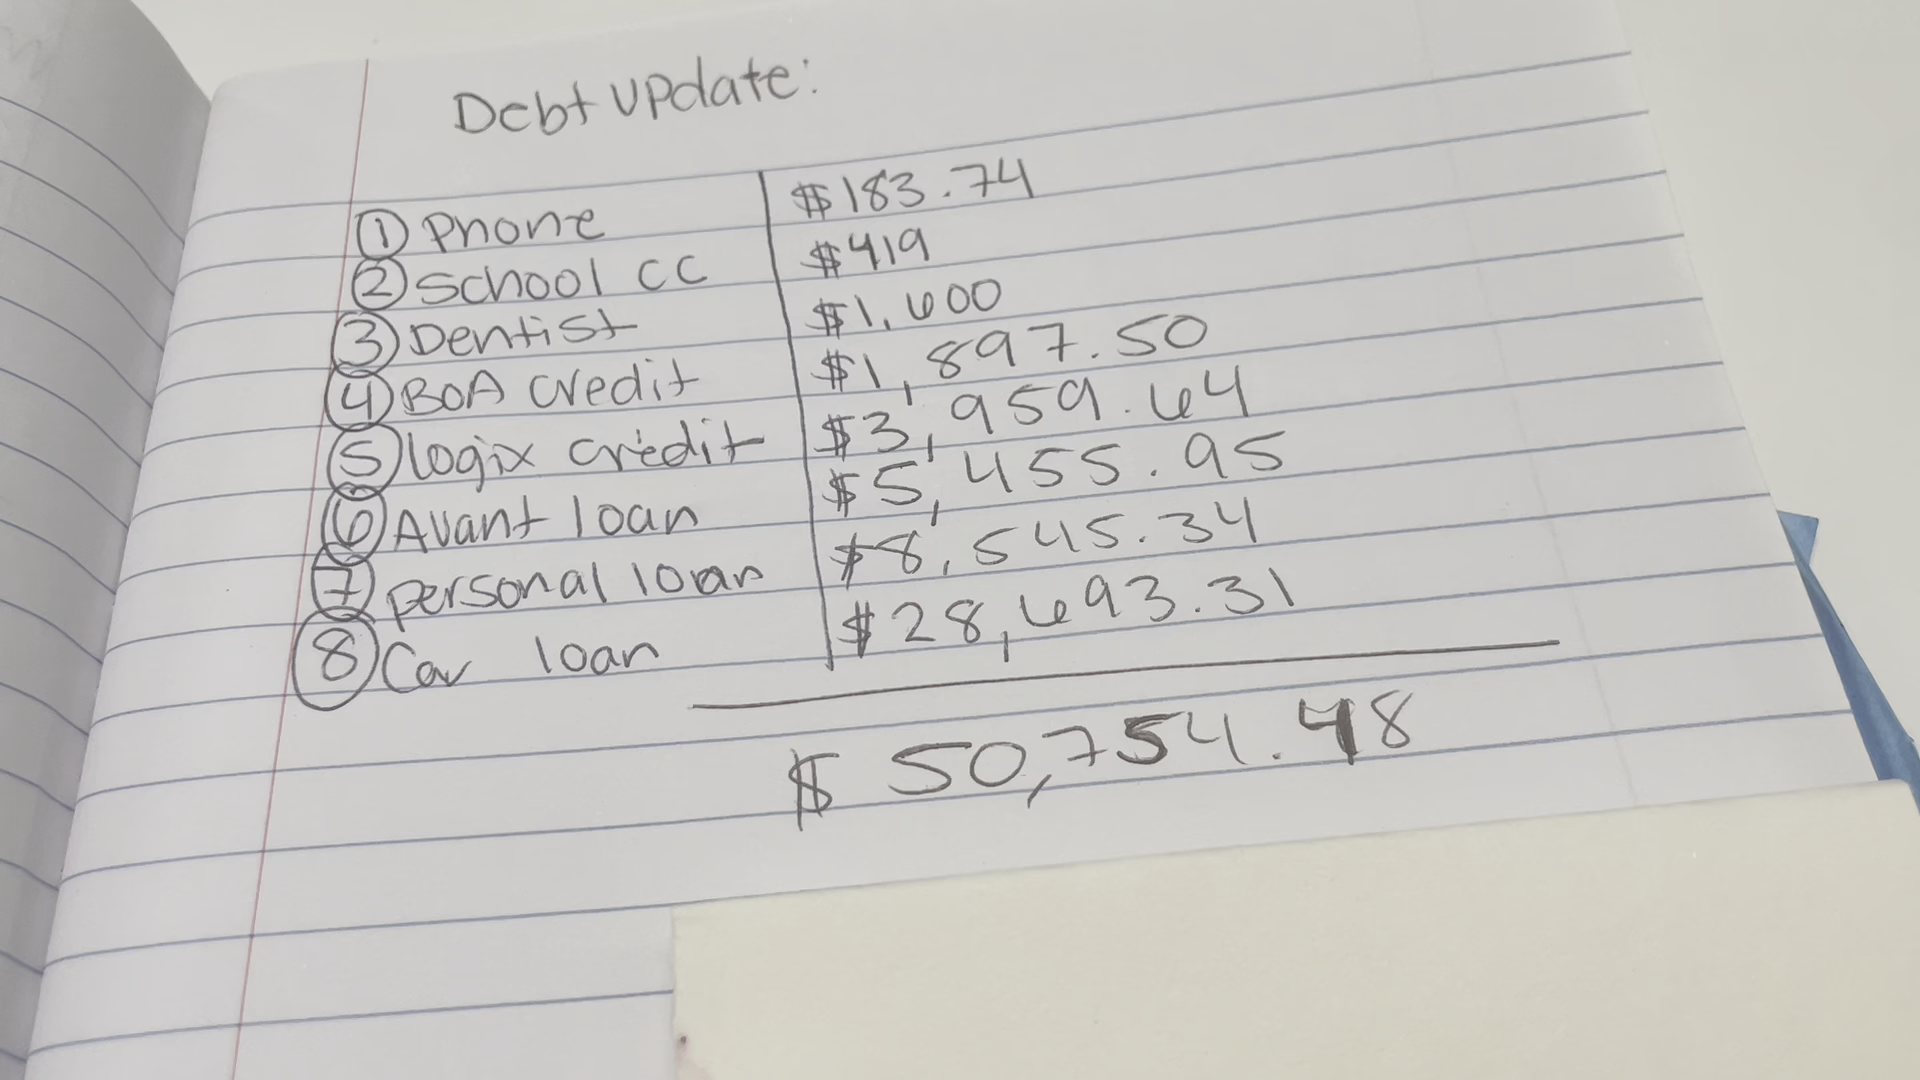 Debt update:
① Phone $183.74
② School CC $419
③ Dentist $1,600
④ BOA credit $1,897.50
⑤ logix credit $3,959.64
⑥ Avant loan $5,455.95
⑦ personal loan $8,545.34
⑧ Car loan $28,693.31
$50,754.48